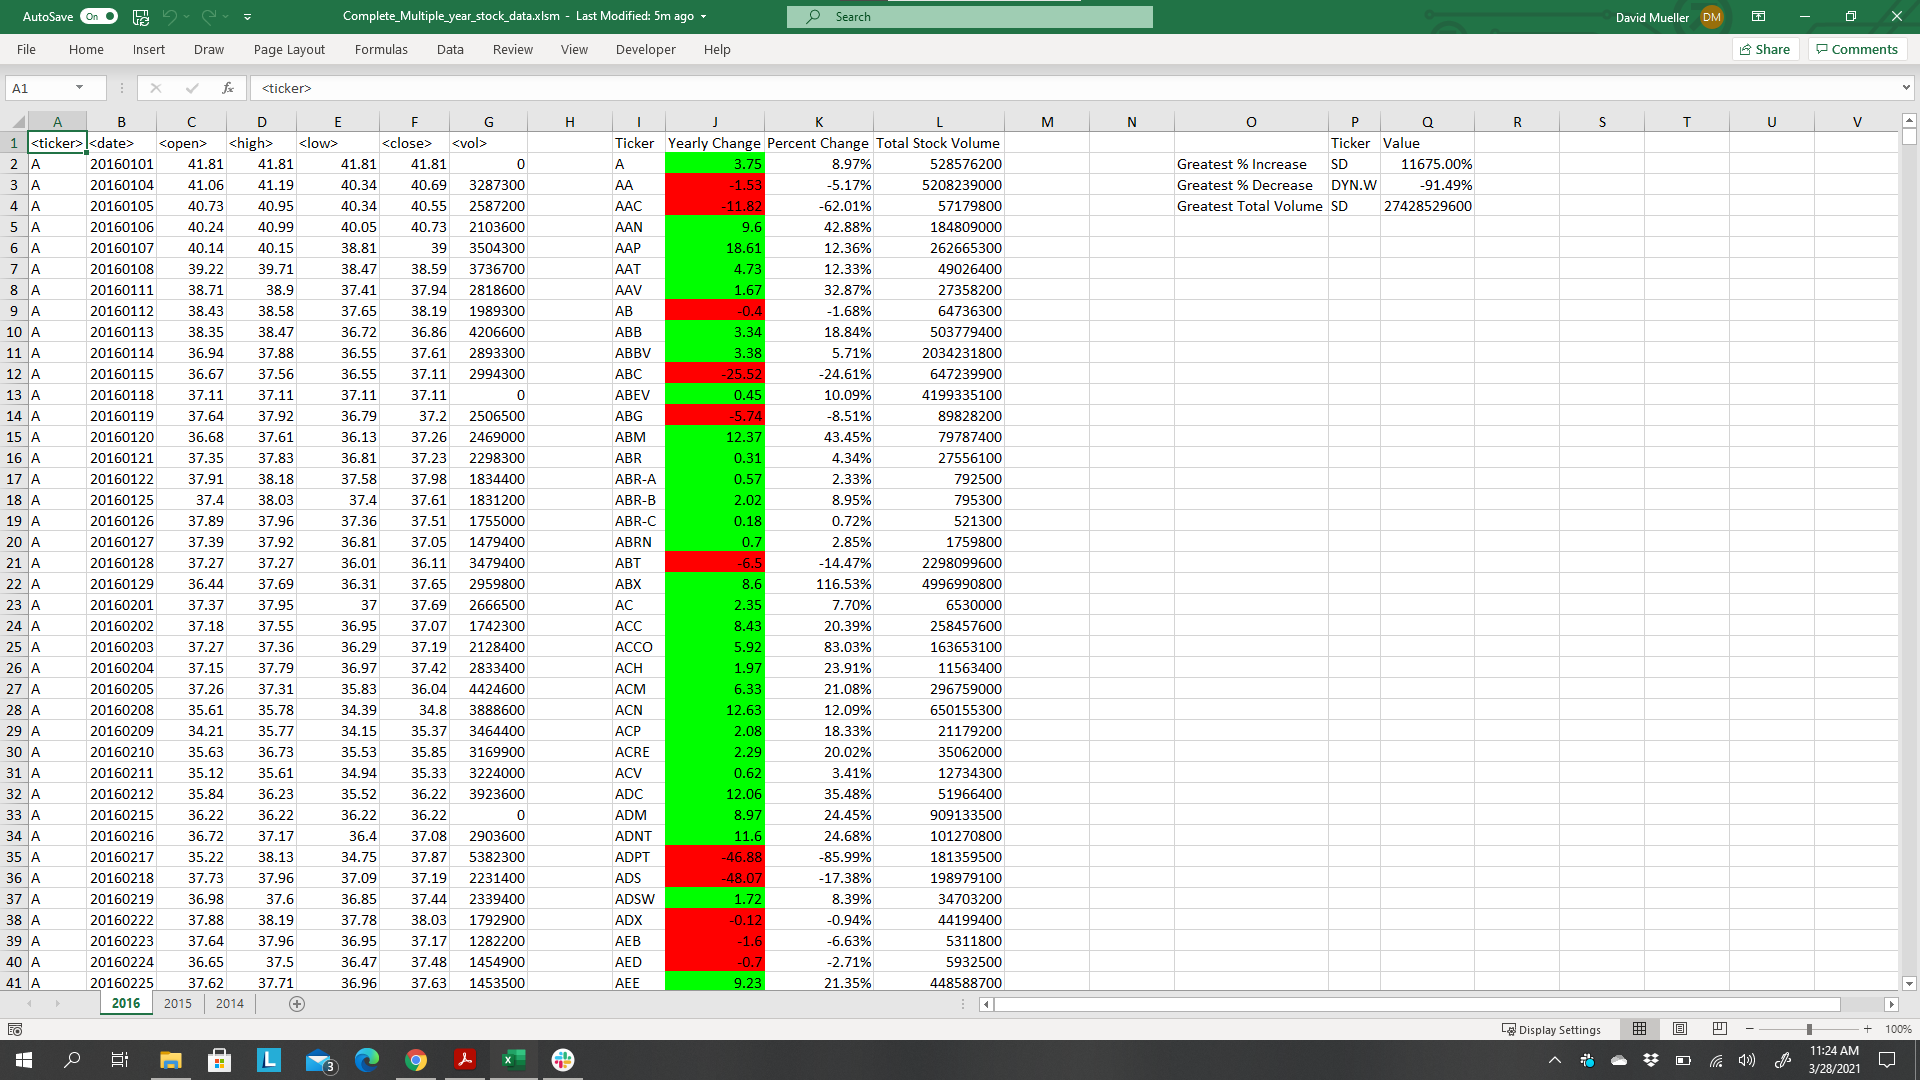 AutoSave On Complete_Multiple_year_stock_data.xlsm - Last Modified: 5m ago Search David Mueller DM
File Home Insert Draw Page Layout Formulas Data Review View Developer Help Share Comments
A1 fx <ticker>
A B C D E F G H I J K L M N O P Q R S T U V
1 <ticker> <date> <open> <high> <low> <close> <vol> Ticker Yearly Change Percent Change Total Stock Volume Ticker Value
2 A 20160101 41.81 41.81 41.81 41.81 0 A 3.75 8.97% 528576200 Greatest % Increase SD 11675.00%
3 A 20160104 41.06 41.19 40.34 40.69 3287300 AA -1.53 -5.17% 5208239000 Greatest % Decrease DYN.W -91.49%
4 A 20160105 40.73 40.95 40.34 40.55 2587200 AAC -11.82 -62.01% 57179800 Greatest Total Volume SD 27428529600
5 A 20160106 40.24 40.99 40.05 40.73 2103600 AAN 9.6 42.88% 184809000
6 A 20160107 40.14 40.15 38.81 39 3504300 AAP 18.61 12.36% 262665300
7 A 20160108 39.22 39.71 38.47 38.59 3736700 AAT 4.73 12.33% 49026400
8 A 20160111 38.71 38.9 37.41 37.94 2818600 AAV 1.67 32.87% 27358200
9 A 20160112 38.43 38.58 37.65 38.19 1989300 AB -0.4 -1.68% 64736300
10 A 20160113 38.35 38.47 36.72 36.86 4206600 ABB 3.34 18.84% 503779400
11 A 20160114 36.94 37.88 36.55 37.61 2893300 ABBV 3.38 5.71% 2034231800
12 A 20160115 36.67 37.56 36.55 37.11 2994300 ABC -25.52 -24.61% 647239900
13 A 20160118 37.11 37.11 37.11 37.11 0 ABEV 0.45 10.09% 4199335100
14 A 20160119 37.64 37.92 36.79 37.2 2506500 ABG -5.74 -8.51% 89828200
15 A 20160120 36.68 37.61 36.13 37.26 2469000 ABM 12.37 43.45% 79787400
16 A 20160121 37.35 37.83 36.81 37.23 2298300 ABR 0.31 4.34% 27556100
17 A 20160122 37.91 38.18 37.58 37.98 1834400 ABR-A 0.57 2.33% 792500
18 A 20160125 37.4 38.03 37.4 37.61 1831200 ABR-B 2.02 8.95% 795300
19 A 20160126 37.89 37.96 37.36 37.51 1755000 ABR-C 0.18 0.72% 521300
20 A 20160127 37.39 37.92 36.81 37.05 1479400 ABRN 0.7 2.85% 1759800
21 A 20160128 37.27 37.27 36.01 36.11 3479400 ABT -6.5 -14.47% 2298099600
22 A 20160129 36.44 37.69 36.31 37.65 2959800 ABX 8.6 116.53% 4996990800
23 A 20160201 37.37 37.95 37 37.69 2666500 AC 2.35 7.70% 6530000
24 A 20160202 37.18 37.55 36.95 37.07 1742300 ACC 8.43 20.39% 258457600
25 A 20160203 37.27 37.36 36.29 37.19 2128400 ACCO 5.92 83.03% 163653100
26 A 20160204 37.15 37.79 36.97 37.42 2833400 ACH 1.97 23.91% 11563400
27 A 20160205 37.26 37.31 35.83 36.04 4424600 ACM 6.33 21.08% 296759000
28 A 20160208 35.61 35.78 34.39 34.8 3888600 ACN 12.63 12.09% 650155300
29 A 20160209 34.21 35.77 34.15 35.37 3464400 ACP 2.08 18.33% 21179200
30 A 20160210 35.63 36.73 35.53 35.85 3169900 ACRE 2.29 20.02% 35062000
31 A 20160211 35.12 35.61 34.94 35.33 3224000 ACV 0.62 3.41% 12734300
32 A 20160212 35.84 36.23 35.52 36.22 3923600 ADC 12.06 35.48% 51966400
33 A 20160215 36.22 36.22 36.22 36.22 0 ADM 8.97 24.45% 909133500
34 A 20160216 36.72 37.17 36.4 37.08 2903600 ADNT 11.6 24.68% 101270800
35 A 20160217 35.22 38.13 34.75 37.87 5382300 ADPT -46.88 -85.99% 181359500
36 A 20160218 37.73 37.96 37.09 37.19 2231400 ADS -48.07 -17.38% 198979100
37 A 20160219 36.98 37.6 36.85 37.44 2339400 ADSW 1.72 8.39% 34703200
38 A 20160222 37.88 38.19 37.78 38.03 1792900 ADX -0.12 -0.94% 44199400
39 A 20160223 37.64 37.96 36.95 37.17 1282200 AEB -1.6 -6.63% 5311800
40 A 20160224 36.65 37.5 36.47 37.48 1454900 AED -0.7 -2.71% 5932500
41 A 20160225 37.62 37.71 36.96 37.63 1453500 AEE 9.23 21.35% 448588700
2016 2015 2014
Display Settings 100%
L 3 11:24 AM
3/28/2021